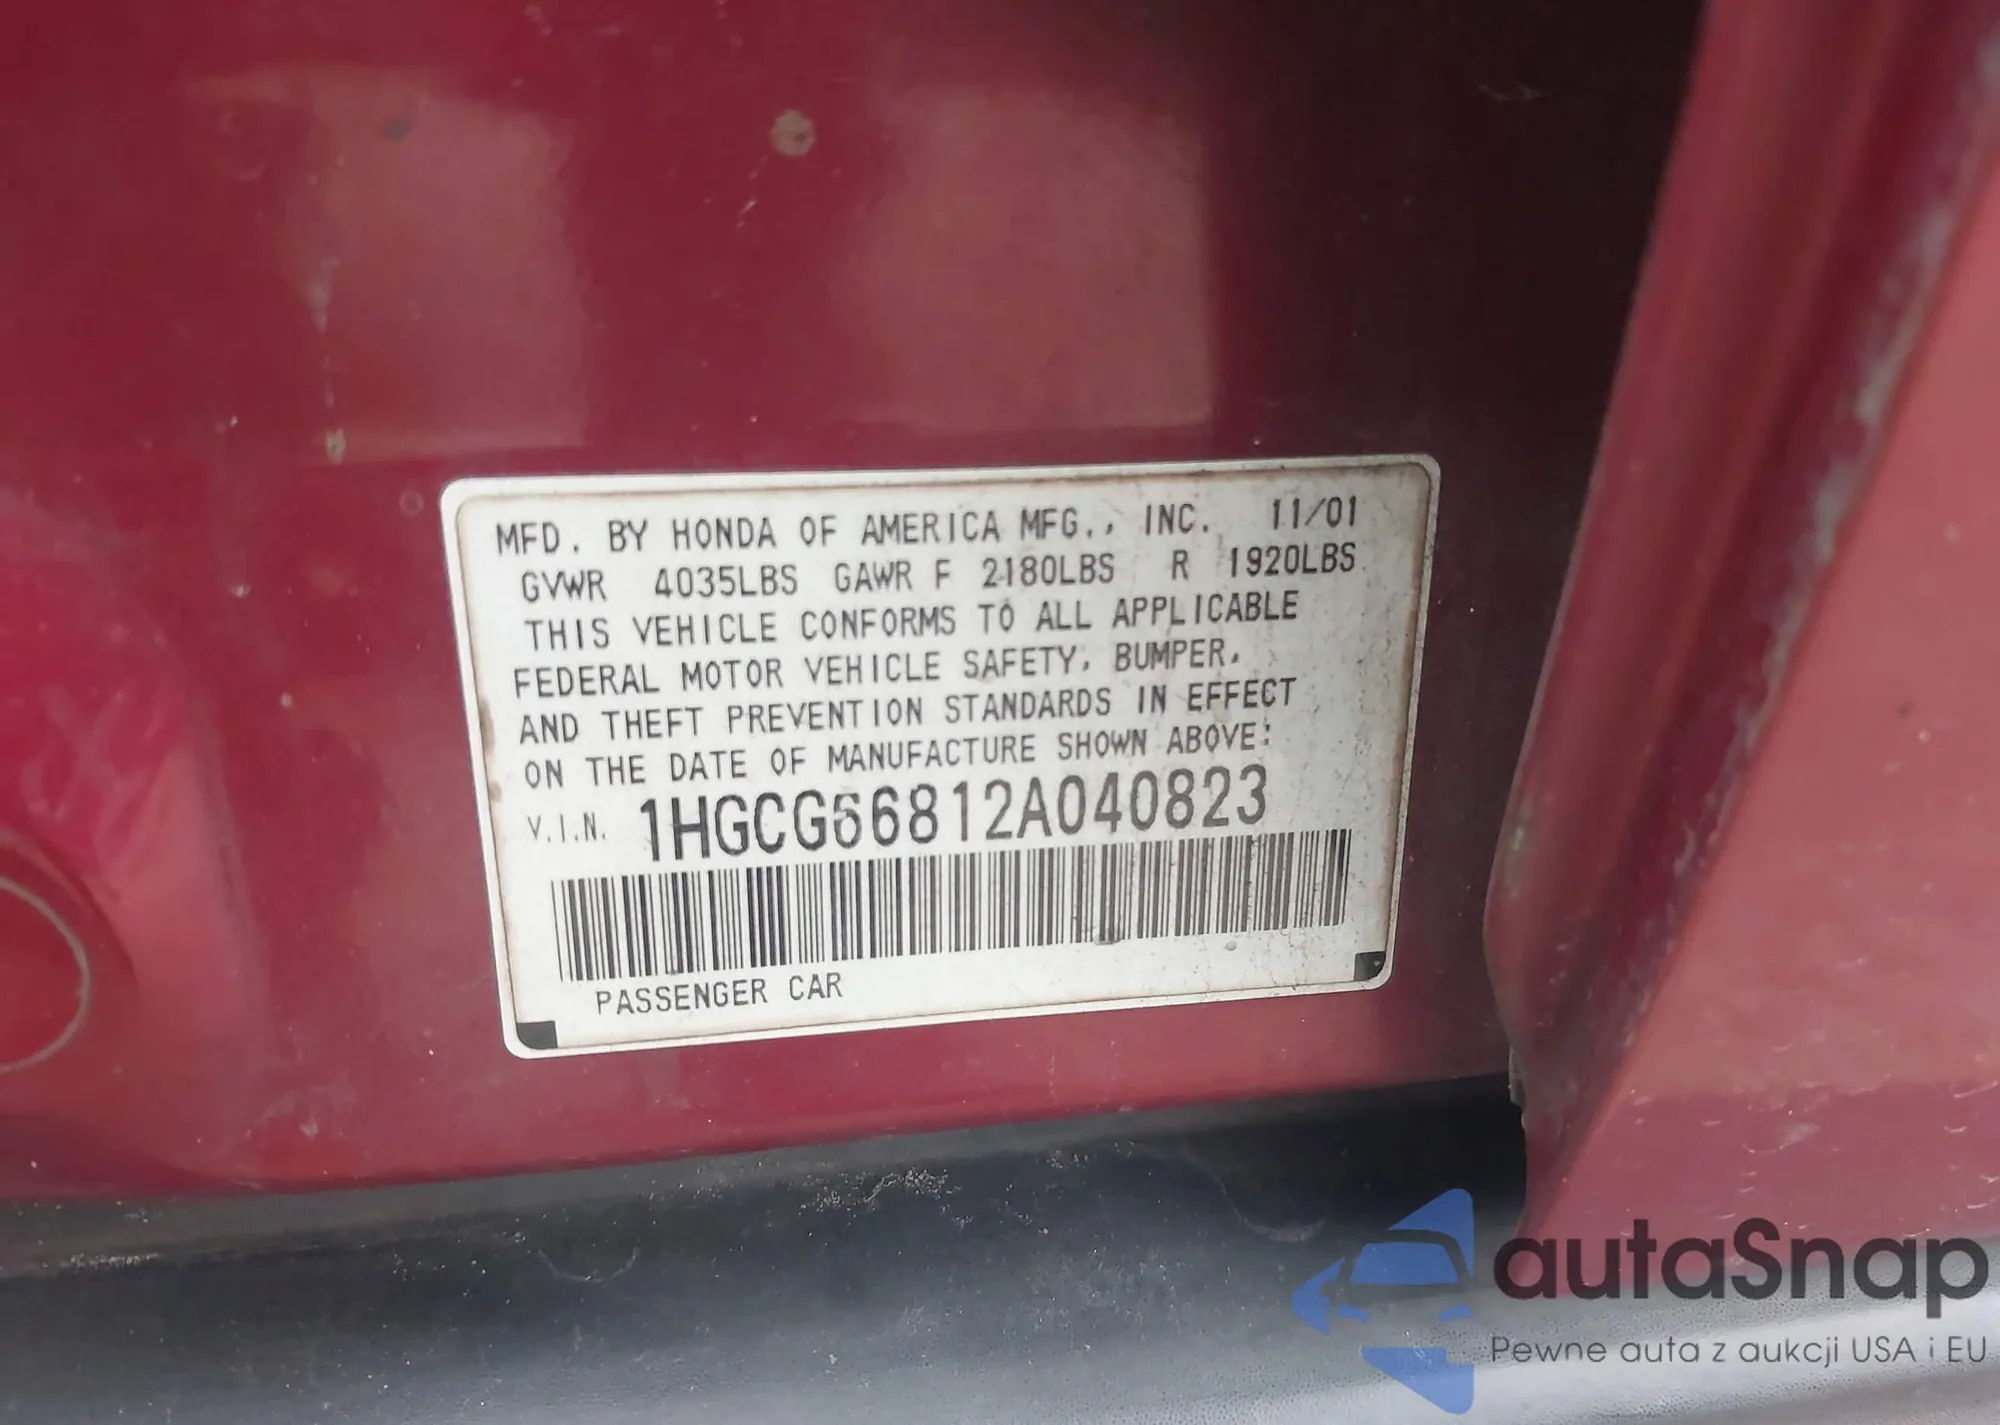 MFD. BY HONDA OF AMERICA MFG., INC. 11/01
GVWR 4035LBS GAWR F 2180LBS R 1920LBS
THIS VEHICLE CONFORMS TO ALL APPLICABLE
FEDERAL MOTOR VEHICLE SAFETY, BUMPER,
AND THEFT PREVENTION STANDARDS IN EFFECT
ON THE DATE OF MANUFACTURE SHOWN ABOVE:
V.I.N. 1HGCG66812A040823
PASSENGER CAR
autaSnap
Pewne auta z aukcji USA i EU